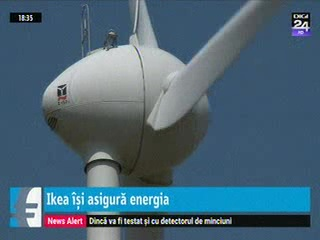 18:35
DIGI
24
HD
Ikea își asigură energia
News Alert
Dincă va fi testat și cu detectorul de minciuni